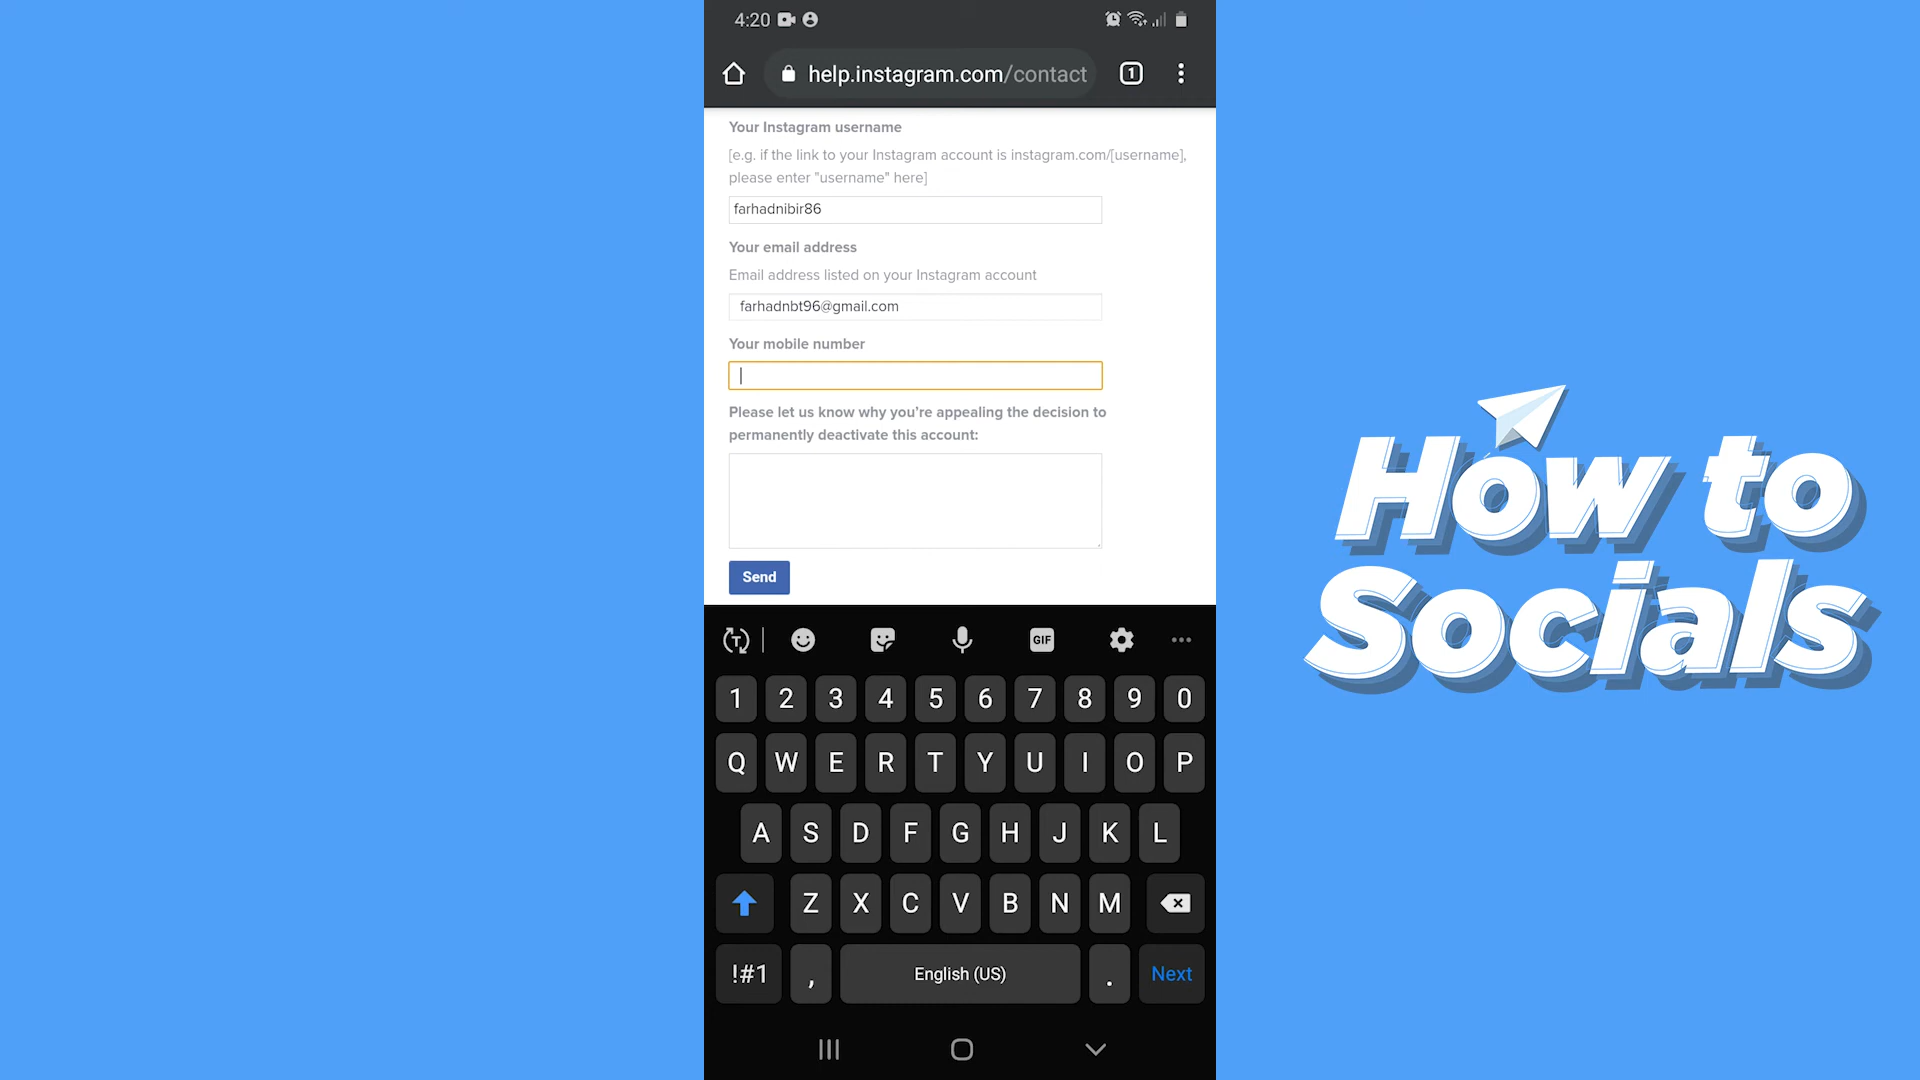 4:20
help.instagram.com/contact
1
Your Instagram username
[e.g. if the link to your Instagram account is instagram.com/[username],
please enter "username" here]
farhadnibir86
Your email address
Email address listed on your Instagram account
farhadnbt96@gmail.com
Your mobile number
Please let us know why you’re appealing the decision to
permanently deactivate this account:
Send
T
GIF
1 2 3 4 5 6 7 8 9 0
Q W E R T Y U I O P
A S D F G H J K L
Z X C V B N M
!#1 , English (US) . Next
How to
Socials